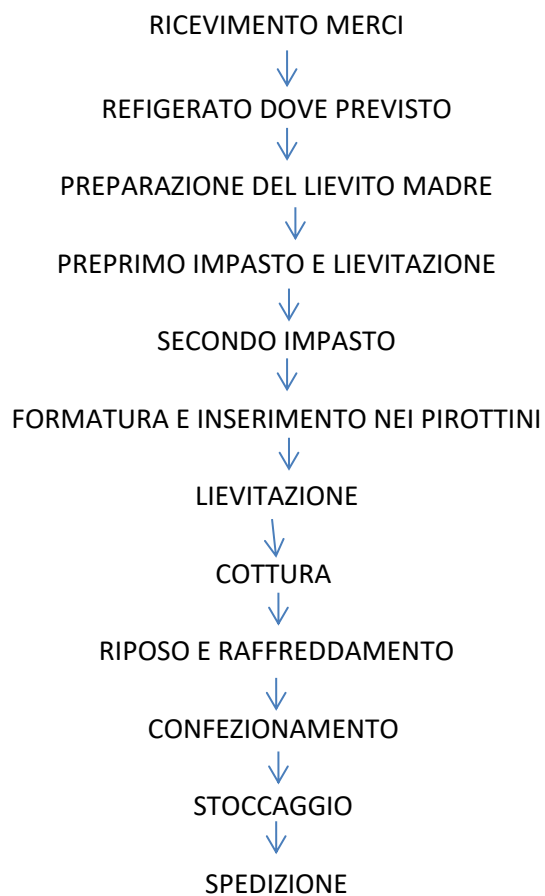 RICEVIMENTO MERCI
REFIGERATO DOVE PREVISTO
PREPARAZIONE DEL LIEVITO MADRE
PREPRIMO IMPASTO E LIEVITAZIONE
SECONDO IMPASTO
FORMATURA E INSERIMENTO NEI PIROTTINI
LIEVITAZIONE
COTTURA
RIPOSO E RAFFREDDAMENTO
CONFEZIONAMENTO
STOCCAGGIO
SPEDIZIONE